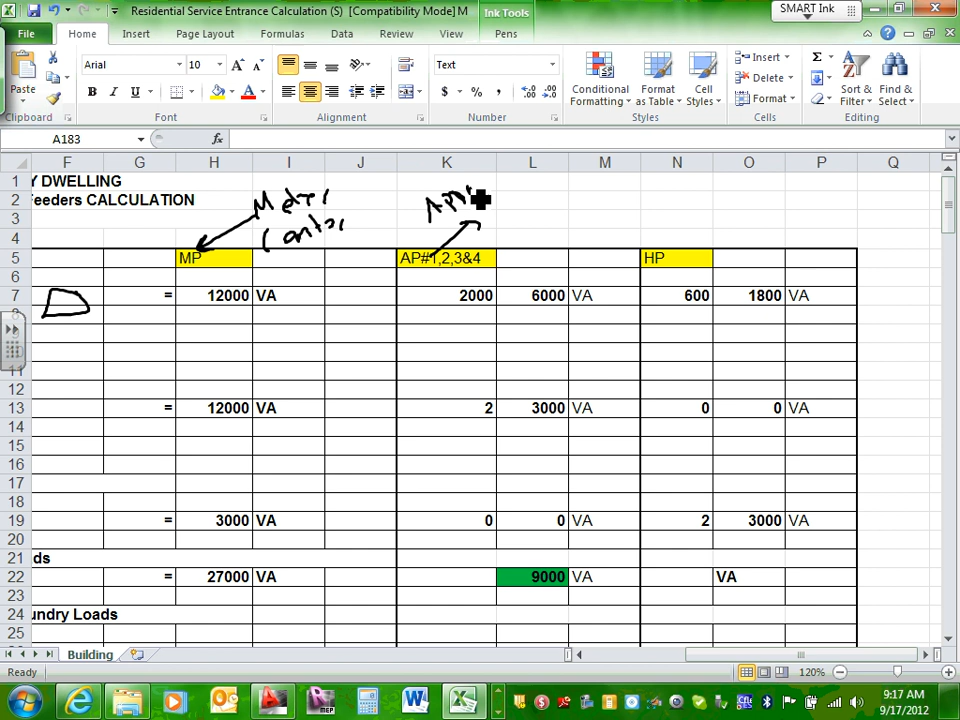 Residential Service Entrance Calculation (S) [Compatibility Mode] M
Ink Tools
SMART Ink
File Home Insert Page Layout Formulas Data Review View Pens
Paste
Arial 10
B I U
Text
$ % ,
Conditional Formatting
Format as Table
Cell Styles
Insert
Delete
Format
Sort & Filter
Find & Select
Clipboard Font Alignment Number Styles Cells Editing
A183 fx
F G H I J K L M N O P Q
1 Y DWELLING
2 Feeders CALCULATION
Meter
3
4
5 MP AP#1,2,3&4 HP
6
7 = 12000 VA 2000 6000 VA 600 1800 VA
8
9
11
12
13 = 12000 VA 2 3000 VA 0 0 VA
14
15
16
17
18
19 = 3000 VA 0 0 VA 2 3000 VA
20
21 ds
22 = 27000 VA 9000 VA VA
23
24 undry Loads
25
Building
Ready 120%
9:17 AM
9/17/2012